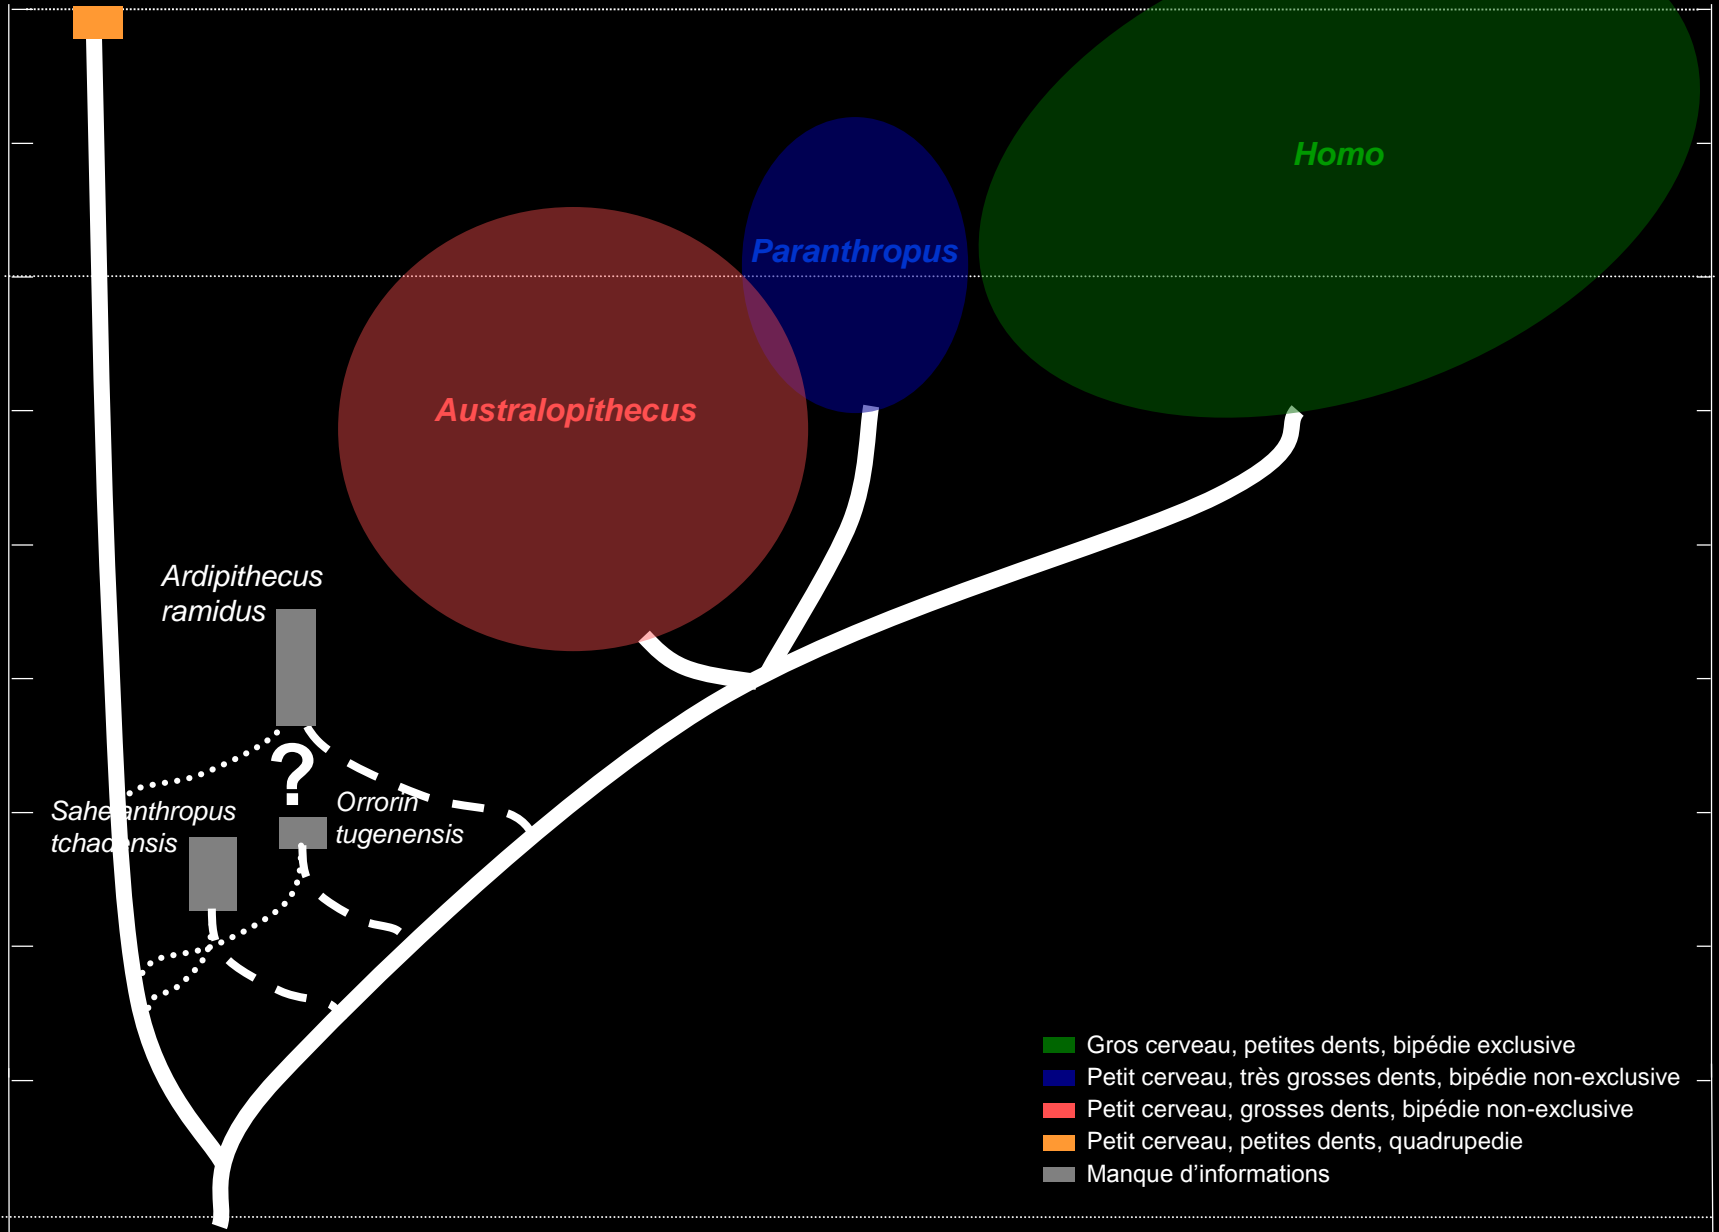 Homo
Paranthropus
Australopithecus
Ardipithecus
ramidus
?
Sahelanthropus
tchadensis
Orrorin
tugenensis
Gros cerveau, petites dents, bipédie exclusive
Petit cerveau, très grosses dents, bipédie non-exclusive
Petit cerveau, grosses dents, bipédie non-exclusive
Petit cerveau, petites dents, quadrupedie
Manque d’informations